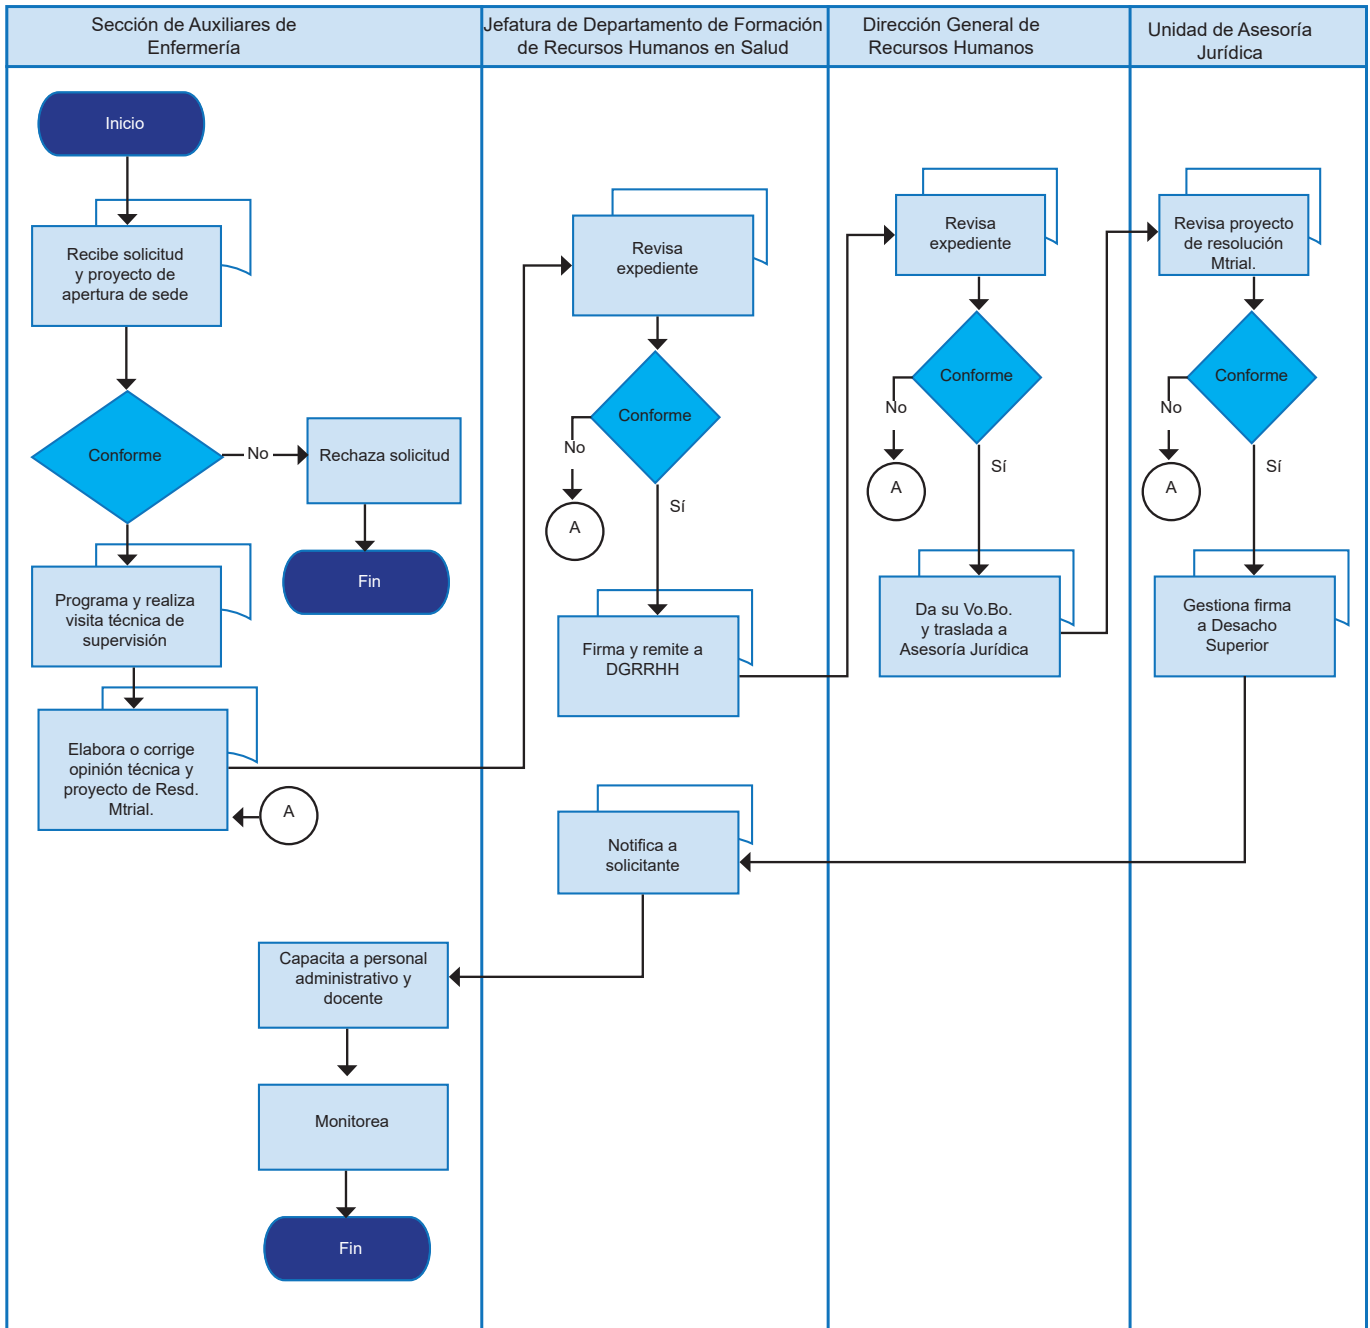 Sección de Auxiliares de
Enfermería
Jefatura de Departamento de Formación
de Recursos Humanos en Salud
Dirección General de
Recursos Humanos
Unidad de Asesoría
Jurídica
Inicio
Recibe solicitud
y proyecto de
apertura de sede
Conforme
No
Rechaza solicitud
Fin
Programa y realiza
visita técnica de
supervisión
Elabora o corrige
opinión técnica y
proyecto de Resd.
Mtrial.
A
Revisa
expediente
Conforme
No
A
Sí
Firma y remite a
DGRRHH
Revisa
expediente
Conforme
No
A
Sí
Da su Vo.Bo.
y traslada a
Asesoría Jurídica
Revisa proyecto
de resolución
Mtrial.
Conforme
No
A
Sí
Gestiona firma
a Desacho
Superior
Notifica a
solicitante
Capacita a personal
administrativo y
docente
Monitorea
Fin